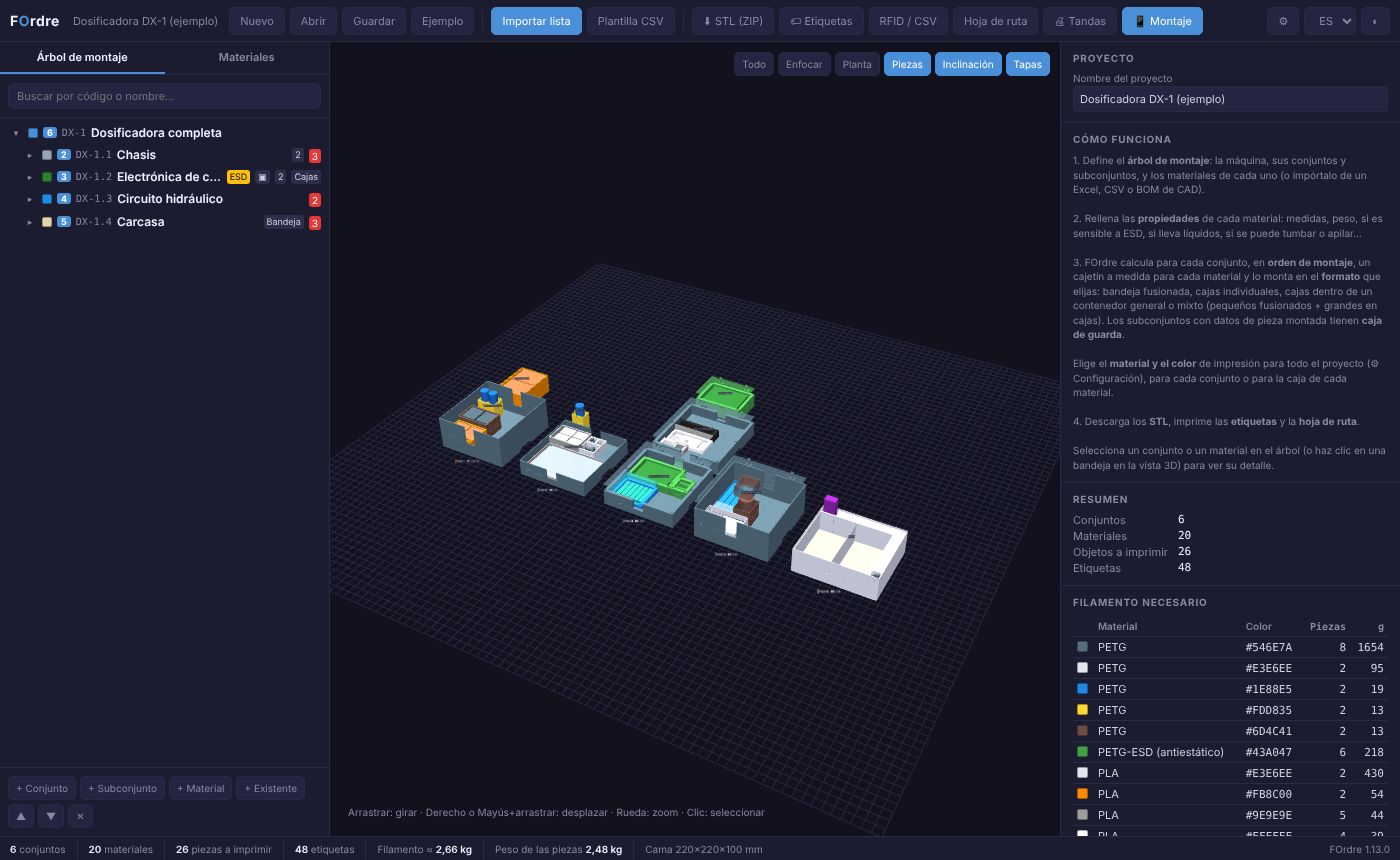 FOrdre
Dosificadora DX-1 (ejemplo)
Nuevo
Abrir
Guardar
Ejemplo
Importar lista
Plantilla CSV
⬇ STL (ZIP)
🏷 Etiquetas
RFID / CSV
Hoja de ruta
🖨 Tandas
📱 Montaje
ES
Árbol de montaje
Materiales
Buscar por código o nombre...
6 DX-1 Dosificadora completa
2 DX-1.1 Chasis 2 3
3 DX-1.2 Electrónica de c... ESD 2 Cajas
4 DX-1.3 Circuito hidráulico 2
5 DX-1.4 Carcasa Bandeja 3
+ Conjunto
+ Subconjunto
+ Material
+ Existente
▲
▼
×
Todo
Enfocar
Planta
Piezas
Inclinación
Tapas
Arrastrar: girar · Derecho o Mayús+arrastrar: desplazar · Rueda: zoom · Clic: seleccionar
PROYECTO
Nombre del proyecto
Dosificadora DX-1 (ejemplo)
CÓMO FUNCIONA
1. Define el árbol de montaje: la máquina, sus conjuntos y
subconjuntos, y los materiales de cada uno (o impórtalo de un
Excel, CSV o BOM de CAD).
2. Rellena las propiedades de cada material: medidas, peso, si es
sensible a ESD, si lleva líquidos, si se puede tumbar o apilar...
3. FOrdre calcula para cada conjunto, en orden de montaje, un
cajetín a medida para cada material y lo monta en el formato que
elijas: bandeja fusionada, cajas individuales, cajas dentro de un
contenedor general o mixto (pequeños fusionados + grandes en
cajas). Los subconjuntos con datos de pieza montada tienen caja
de guarda.
Elige el material y el color de impresión para todo el proyecto (⚙
Configuración), para cada conjunto o para la caja de cada
material.
4. Descarga los STL, imprime las etiquetas y la hoja de ruta.
Selecciona un conjunto o un material en el árbol (o haz clic en una
bandeja en la vista 3D) para ver su detalle.
RESUMEN
Conjuntos 6
Materiales 20
Objetos a imprimir 26
Etiquetas 48
FILAMENTO NECESARIO
Material Color Piezas g
PETG #546E7A 8 1654
PETG #E3E6EE 2 95
PETG #1E88E5 2 19
PETG #FDD835 2 13
PETG #6D4C41 2 13
PETG-ESD (antiestático) #43A047 6 218
PLA #E3E6EE 2 430
PLA #FB8C00 2 54
PLA #9E9E9E 5 44
6 conjuntos
20 materiales
26 piezas a imprimir
48 etiquetas
Filamento ≈ 2,66 kg
Peso de las piezas 2,48 kg
Cama 220×220×100 mm
FOrdre 1.13.0